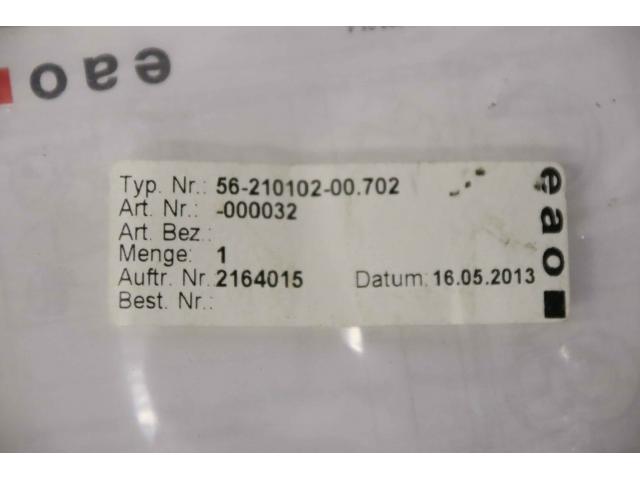 eao
Typ. Nr.: 56-210102-00.702
Art. Nr.: -000032
Art. Bez.:
Menge: 1
Auftr. Nr. 2164015 Datum: 16.05.2013
Best. Nr.:
eao